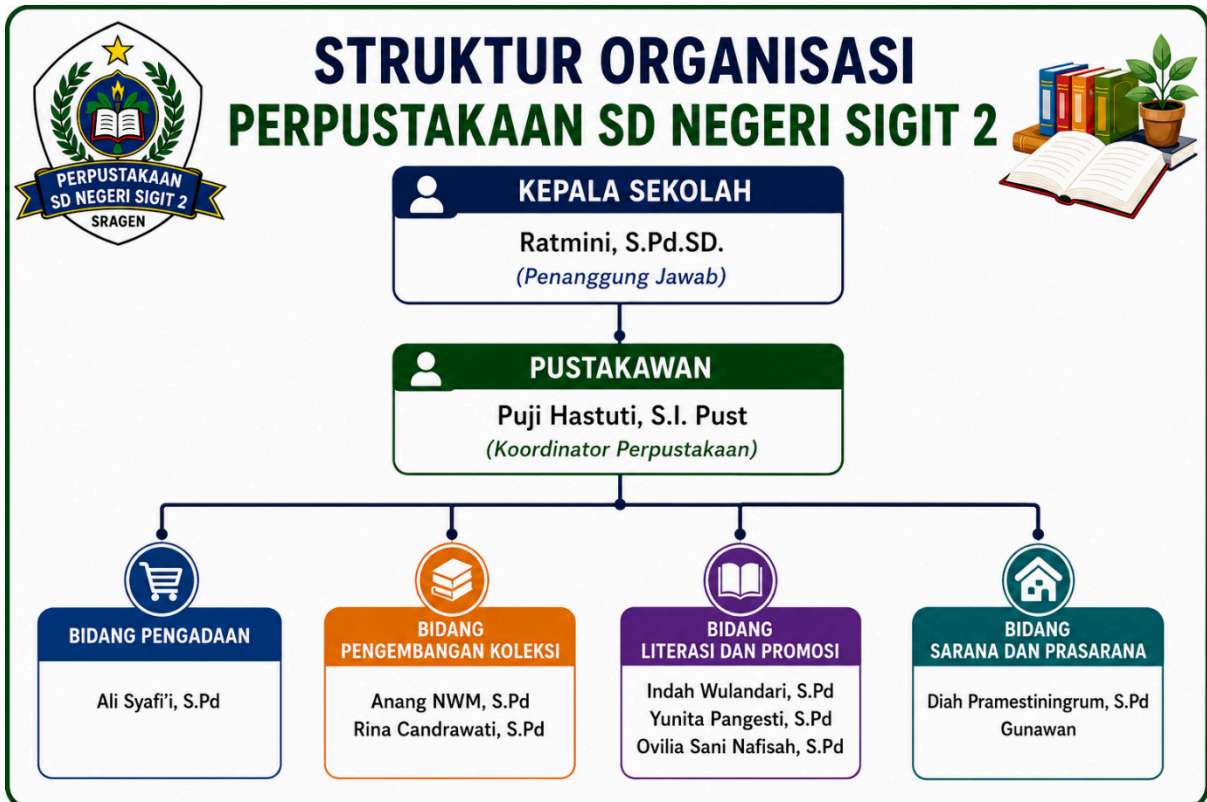 STRUKTUR ORGANISASI
PERPUSTAKAAN SD NEGERI SIGIT 2
PERPUSTAKAAN
SD NEGERI SIGIT 2
SRAGEN
KEPALA SEKOLAH
Ratmini, S.Pd.SD.
(Penanggung Jawab)
PUSTAKAWAN
Puji Hastuti, S.I. Pust
(Koordinator Perpustakaan)
BIDANG PENGADAAN
Ali Syafi'i, S.Pd
BIDANG
PENGEMBANGAN KOLEKSI
Anang NWM, S.Pd
Rina Candrawati, S.Pd
BIDANG
LITERASI DAN PROMOSI
Indah Wulandari, S.Pd
Yunita Pangesti, S.Pd
Ovilia Sani Nafisah, S.Pd
BIDANG
SARANA DAN PRASARANA
Diah Pramestiningrum, S.Pd
Gunawan